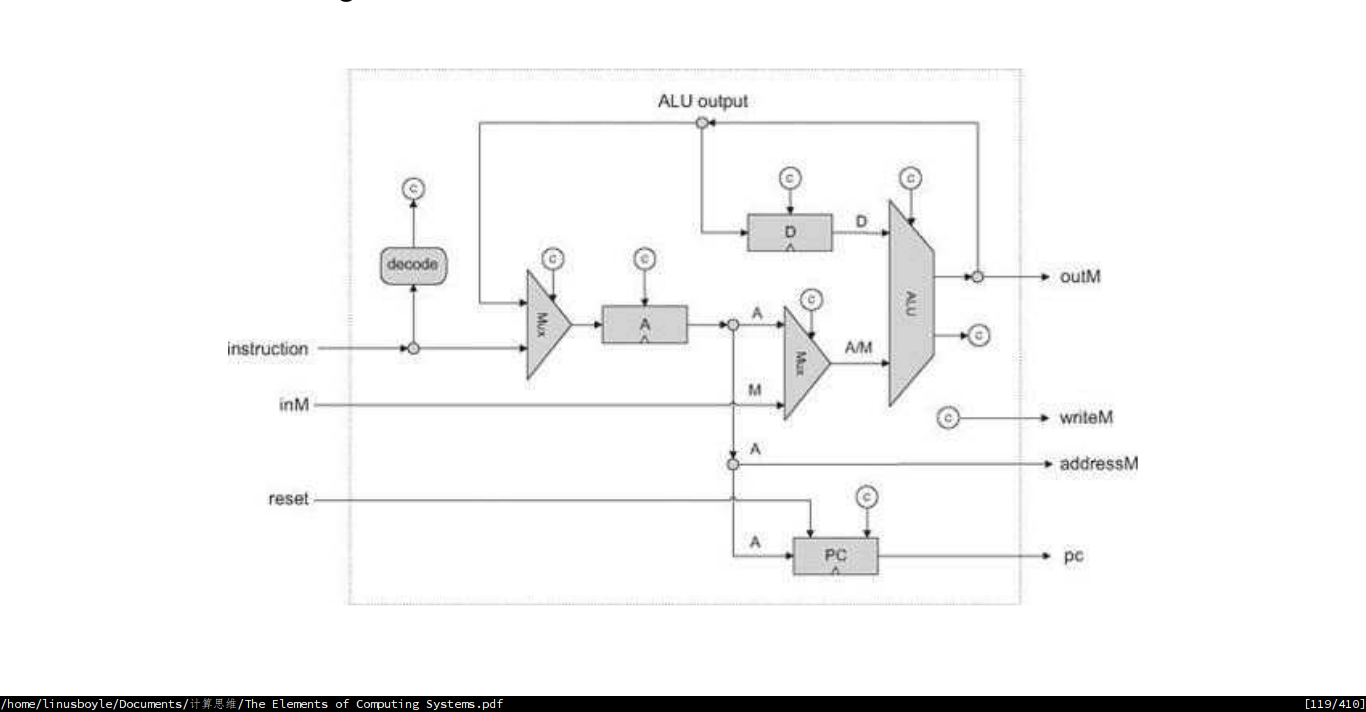 ALU output
c
c
c
D
D
decode
c
c
outM
Mux
ALU
c
A
A
Mux
A/M
c
instruction
M
inM
c
writeM
A
addressM
reset
c
A
PC
pc
/home/linusboyle/Documents/计算思维/The Elements of Computing Systems.pdf
[119/410]